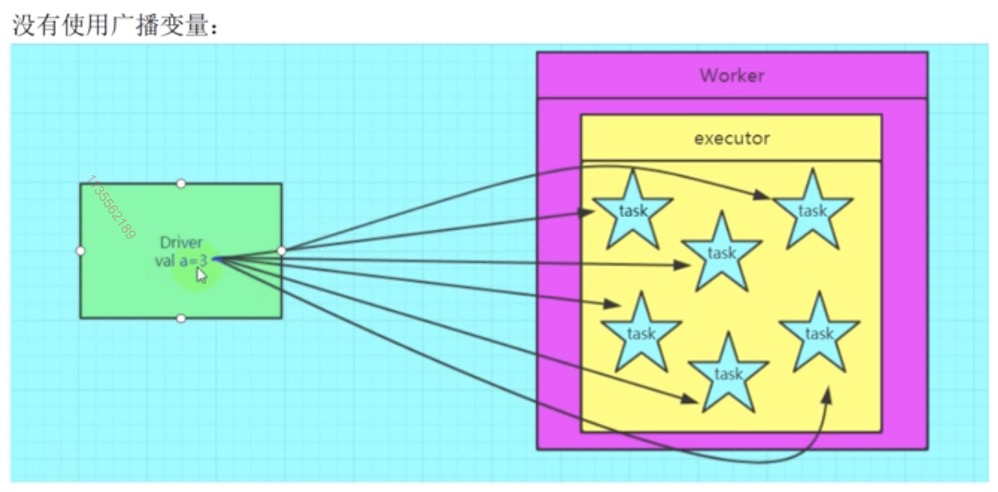 没有使用广播变量：
Worker
executor
1435562189
Driver
val a=3
task
task
task
task
task
task